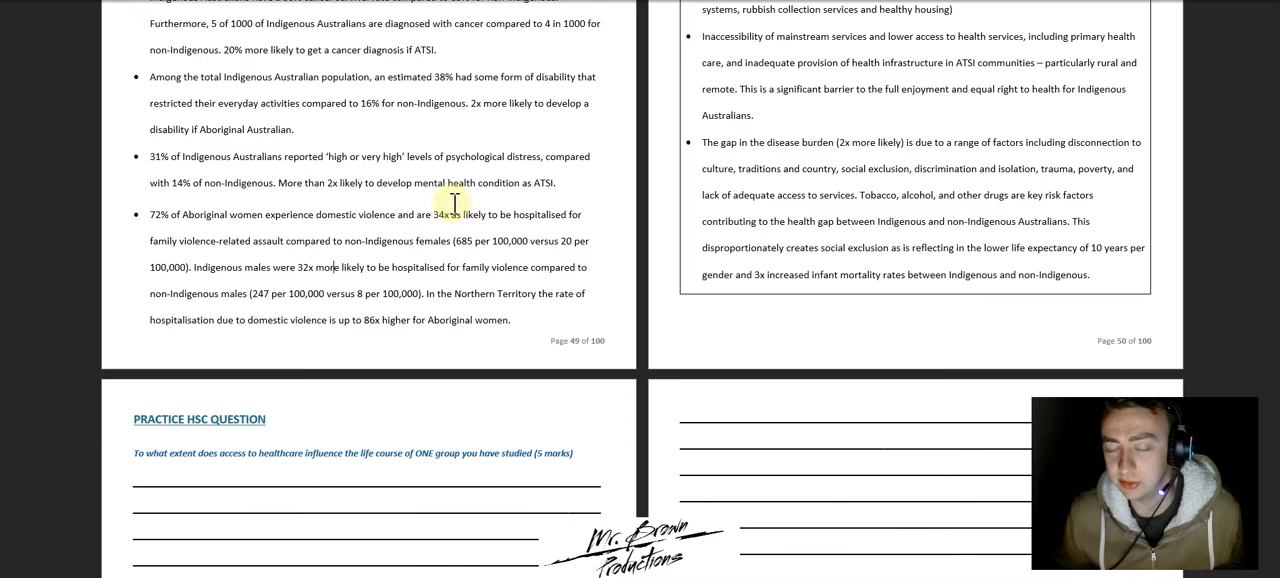 Furthermore, 5 of 1000 of Indigenous Australians are diagnosed with cancer compared to 4 in 1000 for
non-Indigenous. 20% more likely to get a cancer diagnosis if ATSI.
• Among the total Indigenous Australian population, an estimated 38% had some form of disability that
restricted their everyday activities compared to 16% for non-Indigenous. 2x more likely to develop a
disability if Aboriginal Australian.
• 31% of Indigenous Australians reported ‘high or very high’ levels of psychological distress, compared
with 14% of non-Indigenous. More than 2x likely to develop mental health condition as ATSI.
• 72% of Aboriginal women experience domestic violence and are 34x as likely to be hospitalised for
family violence-related assault compared to non-Indigenous females (685 per 100,000 versus 20 per
100,000). Indigenous males were 32x more likely to be hospitalised for family violence compared to
non-Indigenous males (247 per 100,000 versus 8 per 100,000). In the Northern Territory the rate of
hospitalisation due to domestic violence is up to 86x higher for Aboriginal women.
Page 49 of 100
systems, rubbish collection services and healthy housing)
• Inaccessibility of mainstream services and lower access to health services, including primary health
care, and inadequate provision of health infrastructure in ATSI communities – particularly rural and
remote. This is a significant barrier to the full enjoyment and equal right to health for Indigenous
Australians.
• The gap in the disease burden (2x more likely) is due to a range of factors including disconnection to
culture, traditions and country, social exclusion, discrimination and isolation, trauma, poverty, and
lack of adequate access to services. Tobacco, alcohol, and other drugs are key risk factors
contributing to the health gap between Indigenous and non-Indigenous Australians. This
disproportionately creates social exclusion as is reflecting in the lower life expectancy of 10 years per
gender and 3x increased infant mortality rates between Indigenous and non-Indigenous.
Page 50 of 100
PRACTICE HSC QUESTION
To what extent does access to healthcare influence the life course of ONE group you have studied (5 marks)
Mr. Brown
Productions